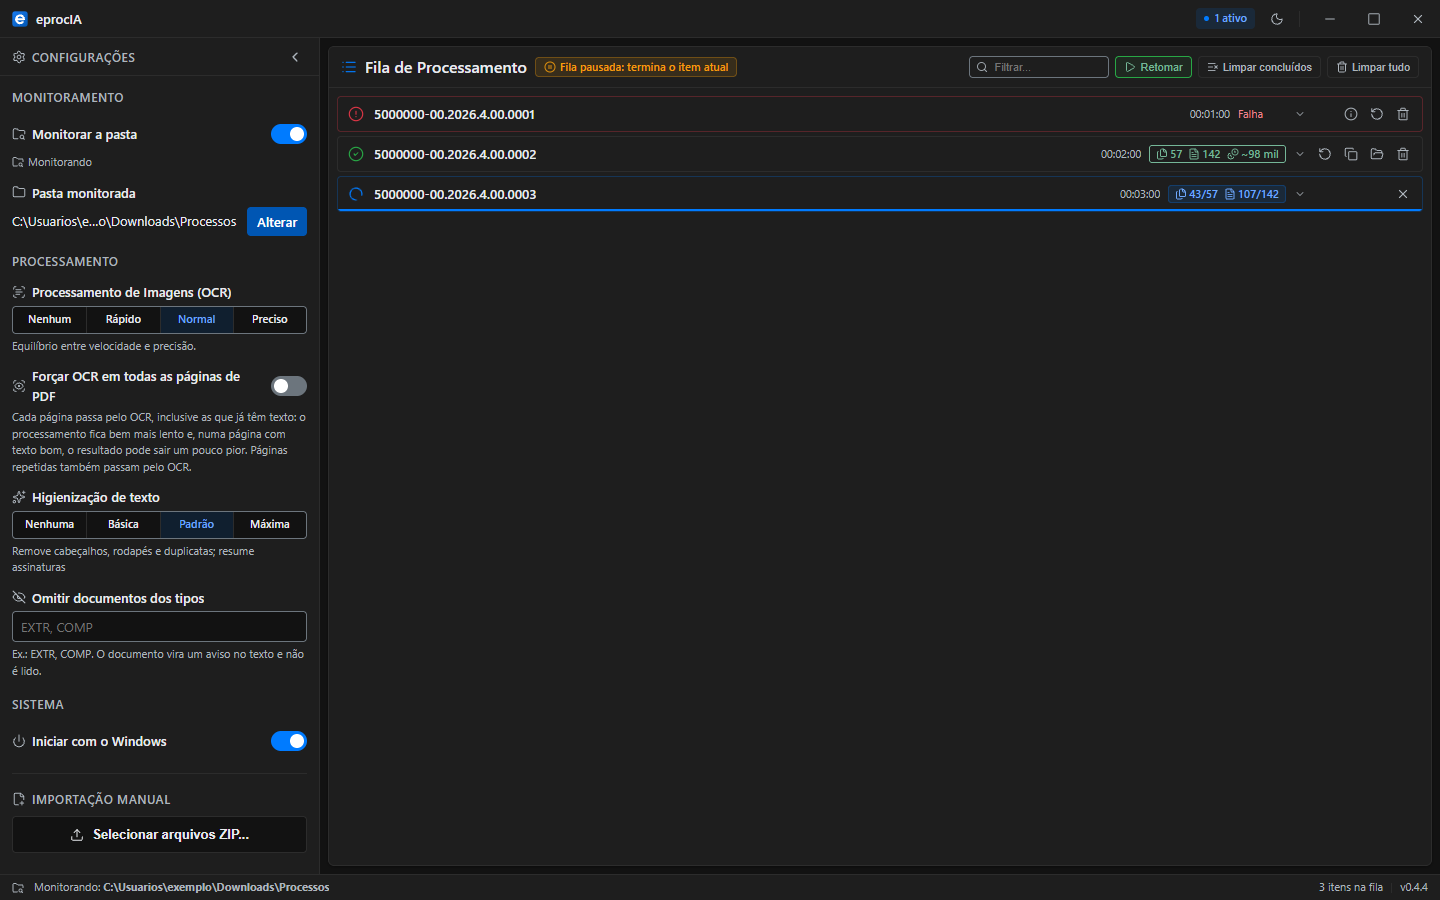 eprocIA
1 ativo
CONFIGURAÇÕES
MONITORAMENTO
Monitorar a pasta
Monitorando
Pasta monitorada
C:\Usuarios\e...o\Downloads\Processos
Alterar
PROCESSAMENTO
Processamento de Imagens (OCR)
Nenhum Rápido Normal Preciso
Equilíbrio entre velocidade e precisão.
Forçar OCR em todas as páginas de
PDF
Cada página passa pelo OCR, inclusive as que já têm texto: o
processamento fica bem mais lento e, numa página com
texto bom, o resultado pode sair um pouco pior. Páginas
repetidas também passam pelo OCR.
Higienização de texto
Nenhuma Básica Padrão Máxima
Remove cabeçalhos, rodapés e duplicatas; resume
assinaturas
Omitir documentos dos tipos
EXTR, COMP
Ex.: EXTR, COMP. O documento vira um aviso no texto e não
é lido.
SISTEMA
Iniciar com o Windows
IMPORTAÇÃO MANUAL
Selecionar arquivos ZIP...
Fila de Processamento
Fila pausada: termina o item atual
Filtrar...
Retomar
Limpar concluídos
Limpar tudo
5000000-00.2026.4.00.0001 00:01:00 Falha
5000000-00.2026.4.00.0002 00:02:00 57 142 ~98 mil
5000000-00.2026.4.00.0003 00:03:00 43/57 107/142
Monitorando: C:\Usuarios\exemplo\Downloads\Processos
3 itens na fila
v0.4.4